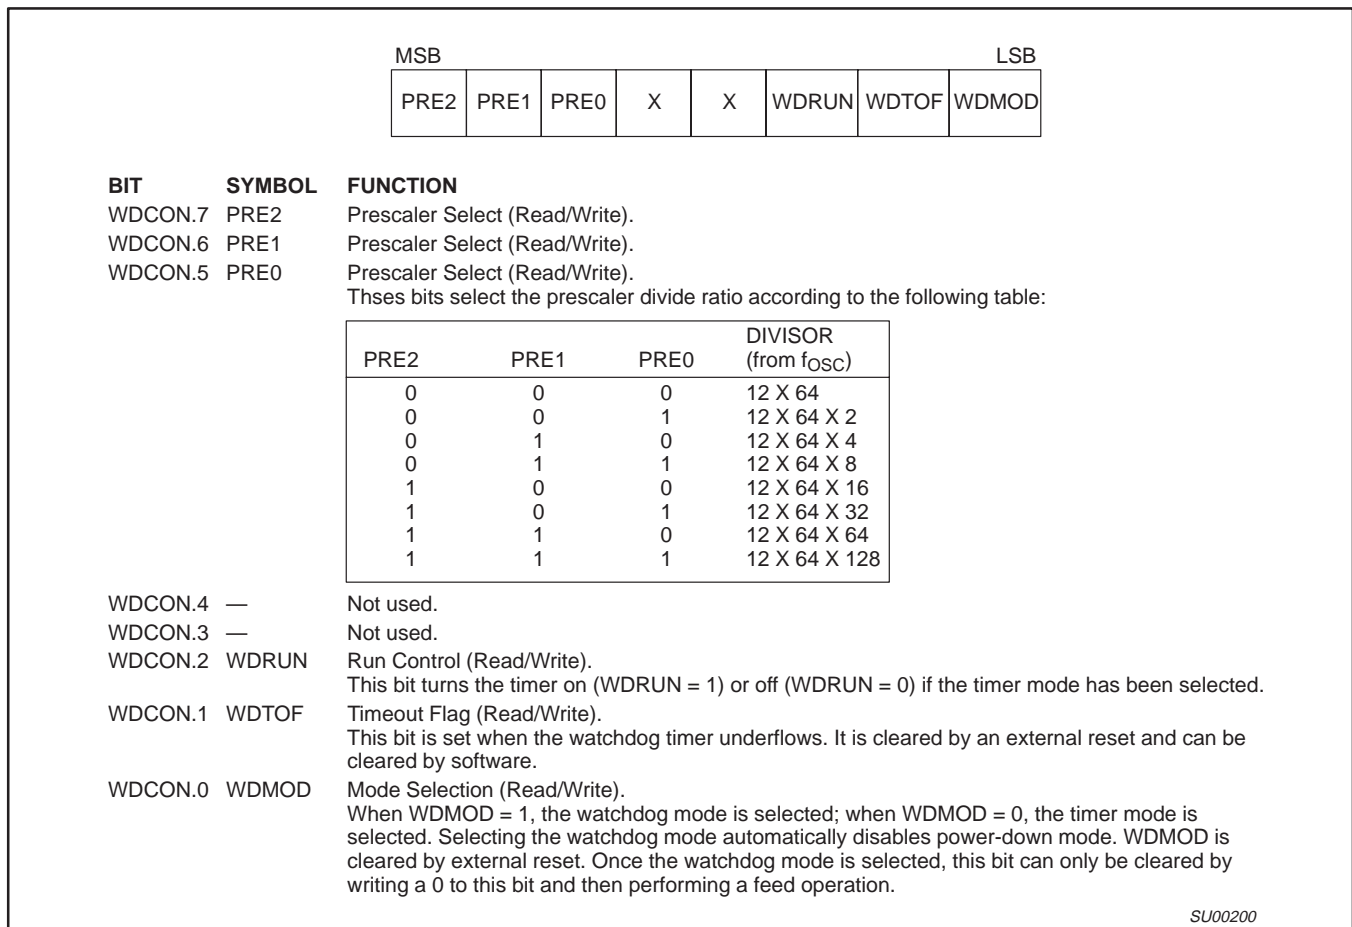 MSB LSB
PRE2 PRE1 PRE0 X X WDRUN WDTOF WDMOD
BIT SYMBOL FUNCTION
WDCON.7 PRE2 Prescaler Select (Read/Write).
WDCON.6 PRE1 Prescaler Select (Read/Write).
WDCON.5 PRE0 Prescaler Select (Read/Write).
Thses bits select the prescaler divide ratio according to the following table:
DIVISOR
PRE2 PRE1 PRE0 (from fOSC)
0 0 0 12 X 64
0 0 1 12 X 64 X 2
0 1 0 12 X 64 X 4
0 1 1 12 X 64 X 8
1 0 0 12 X 64 X 16
1 0 1 12 X 64 X 32
1 1 0 12 X 64 X 64
1 1 1 12 X 64 X 128
WDCON.4 — Not used.
WDCON.3 — Not used.
WDCON.2 WDRUN Run Control (Read/Write).
This bit turns the timer on (WDRUN = 1) or off (WDRUN = 0) if the timer mode has been selected.
WDCON.1 WDTOF Timeout Flag (Read/Write).
This bit is set when the watchdog timer underflows. It is cleared by an external reset and can be
cleared by software.
WDCON.0 WDMOD Mode Selection (Read/Write).
When WDMOD = 1, the watchdog mode is selected; when WDMOD = 0, the timer mode is
selected. Selecting the watchdog mode automatically disables power-down mode. WDMOD is
cleared by external reset. Once the watchdog mode is selected, this bit can only be cleared by
writing a 0 to this bit and then performing a feed operation.
SU00200